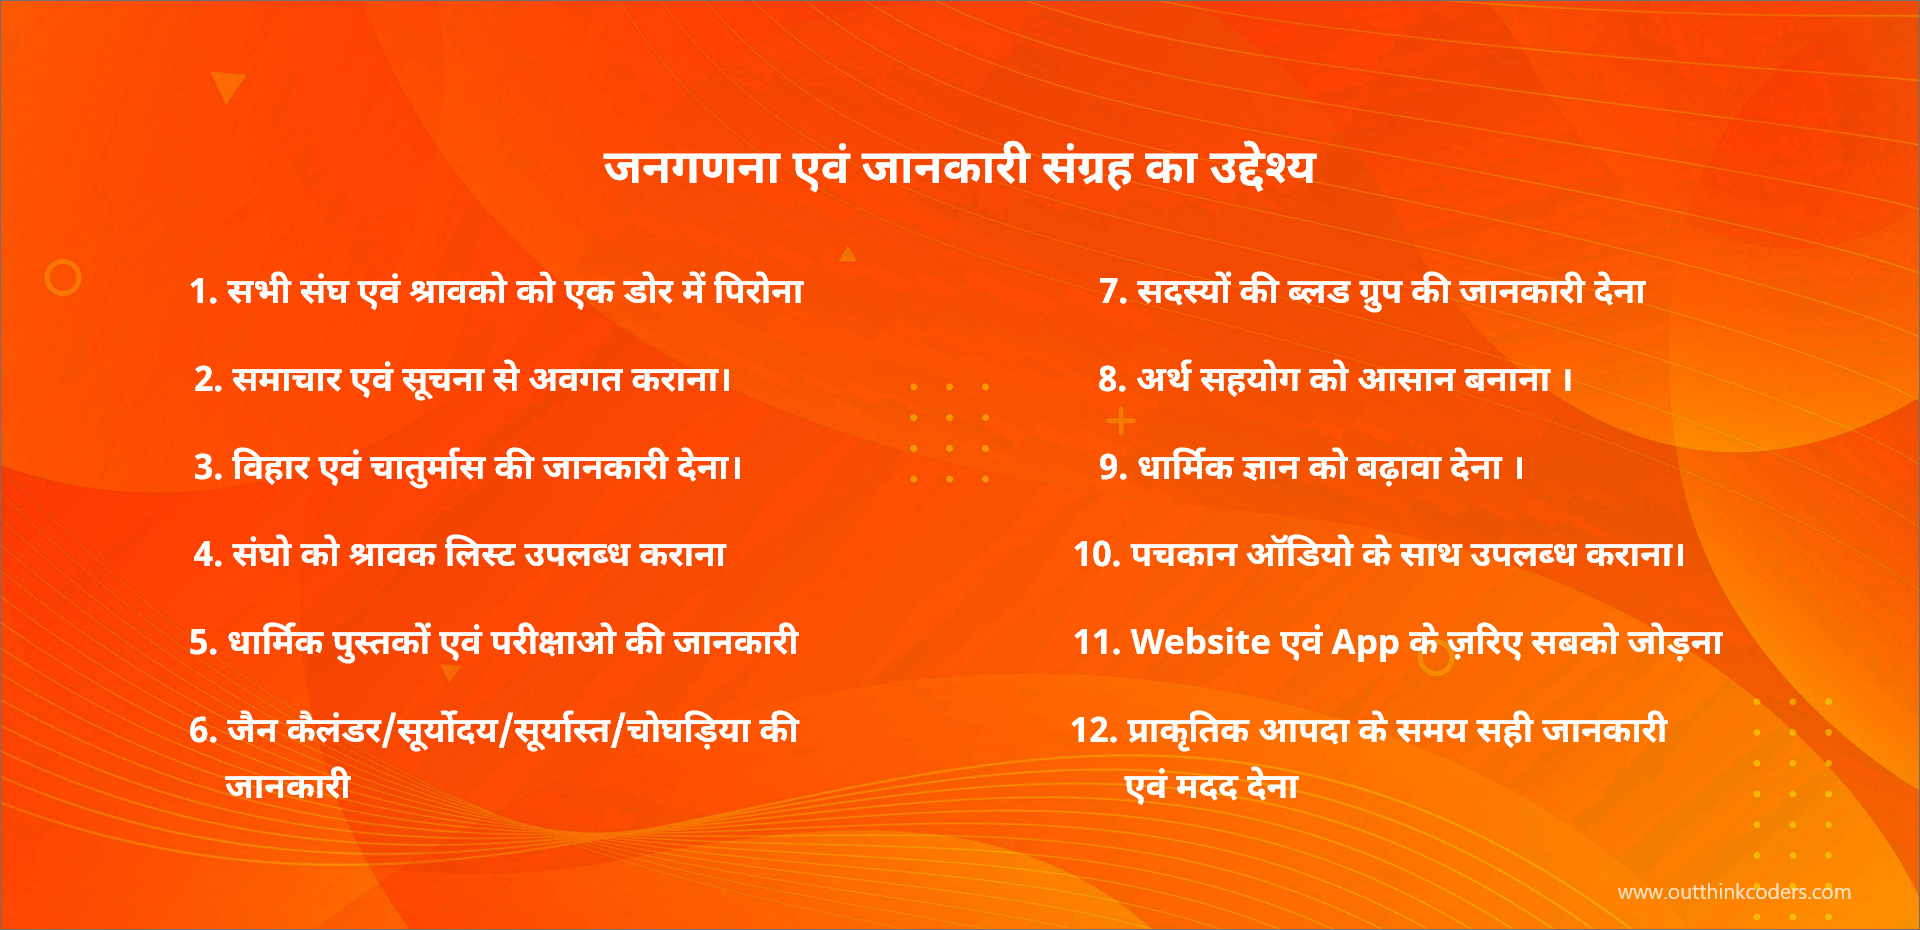 जनगणना एवं जानकारी संग्रह का उद्देश्य
1. सभी संघ एवं श्रावको को एक डोर में पिरोना
2. समाचार एवं सूचना से अवगत कराना।
3. विहार एवं चातुर्मास की जानकारी देना।
4. संघो को श्रावक लिस्ट उपलब्ध कराना
5. धार्मिक पुस्तकों एवं परीक्षाओ की जानकारी
6. जैन कैलंडर/सूर्योदय/सूर्यास्त/चोघड़िया की
जानकारी
7. सदस्यों की ब्लड ग्रुप की जानकारी देना
8. अर्थ सहयोग को आसान बनाना ।
9. धार्मिक ज्ञान को बढ़ावा देना ।
10. पचकान ऑडियो के साथ उपलब्ध कराना।
11. Website एवं App के ज़रिए सबको जोड़ना
12. प्राकृतिक आपदा के समय सही जानकारी
एवं मदद देना
www.outthinkcoders.com